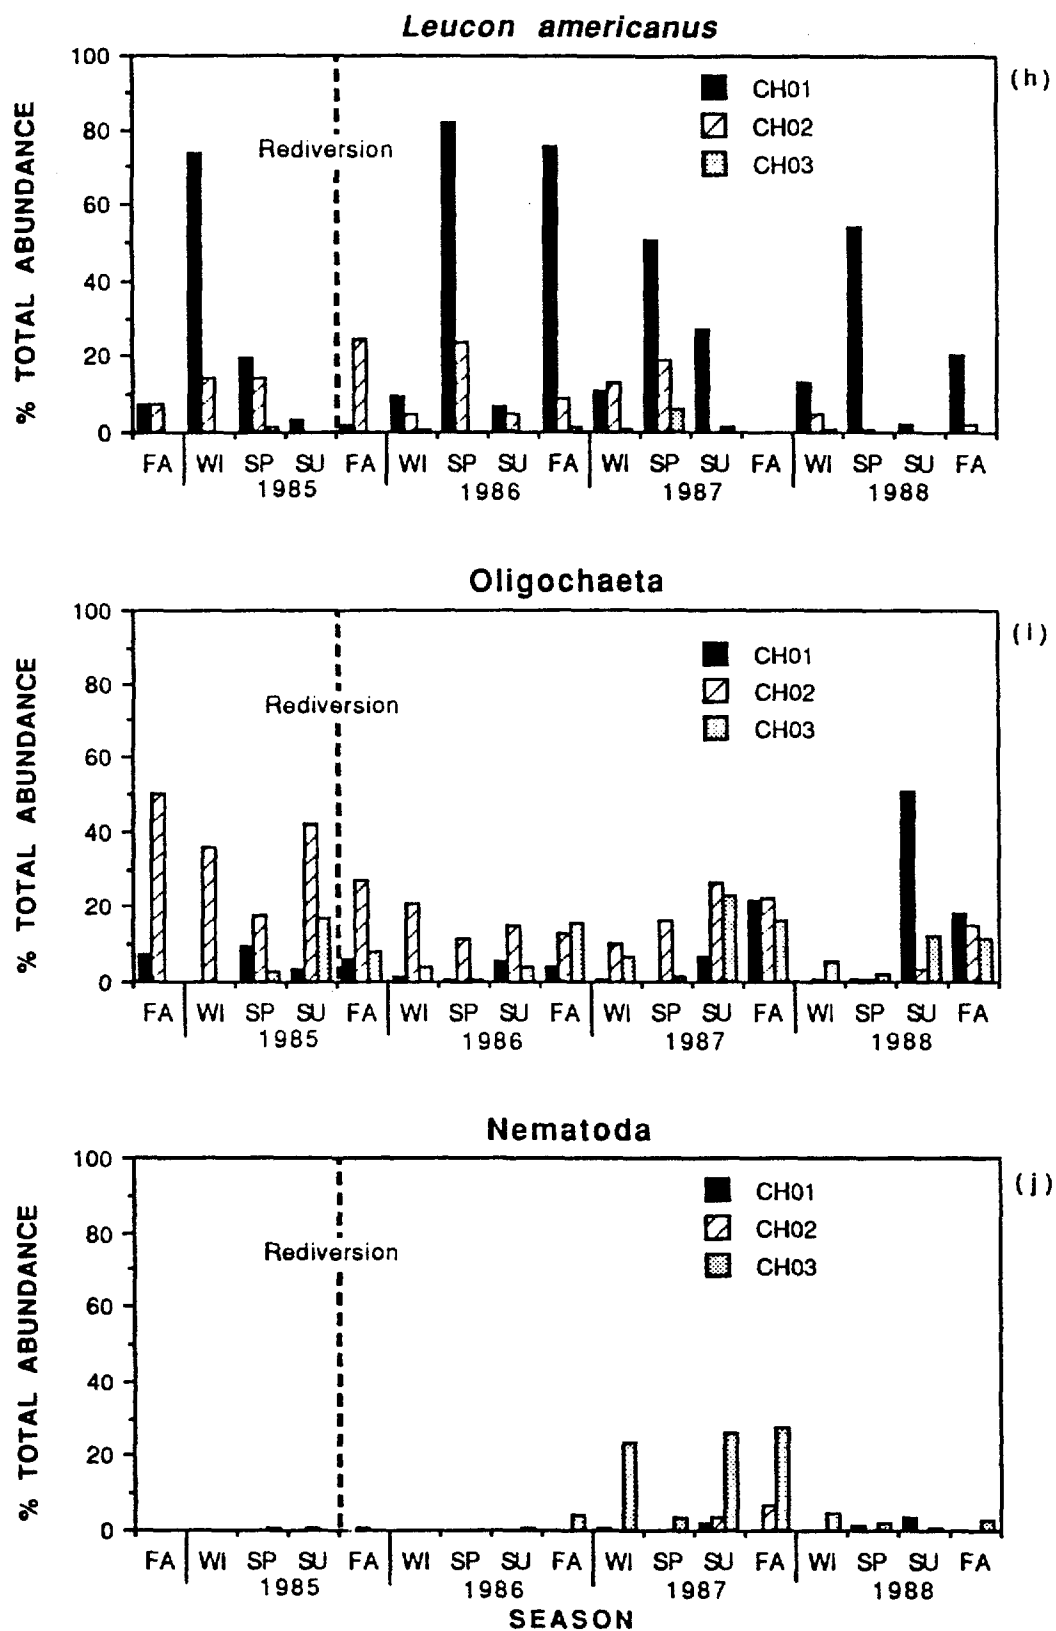 Leucon americanus
(h)
% TOTAL ABUNDANCE
100
80
60
40
20
0
Rediversion
CH01
CH02
CH03
FA WI SP SU FA WI SP SU FA WI SP SU FA WI SP SU FA
1985 1986 1987 1988
Oligochaeta
(i)
% TOTAL ABUNDANCE
100
80
60
40
20
0
Rediversion
CH01
CH02
CH03
FA WI SP SU FA WI SP SU FA WI SP SU FA WI SP SU FA
1985 1986 1987 1988
Nematoda
(j)
% TOTAL ABUNDANCE
100
80
60
40
20
0
Rediversion
CH01
CH02
CH03
FA WI SP SU FA WI SP SU FA WI SP SU FA WI SP SU FA
1985 1986 1987 1988
SEASON